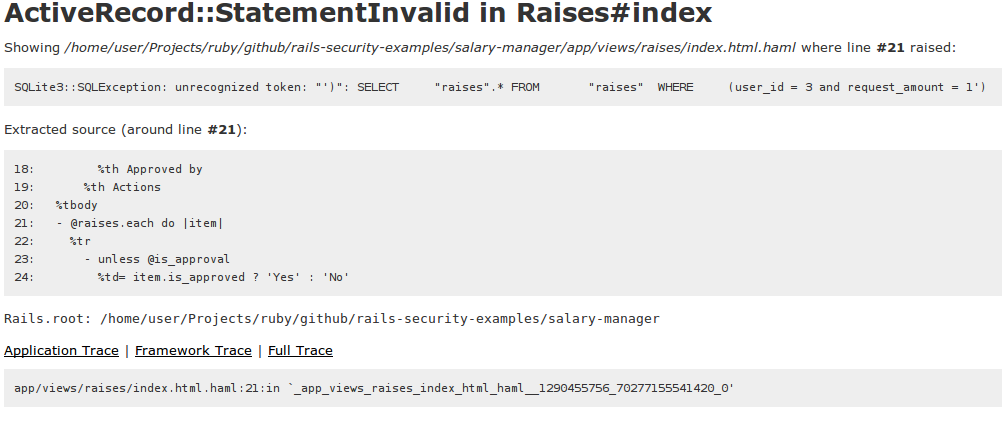 ActiveRecord::StatementInvalid in Raises#index
Showing /home/user/Projects/ruby/github/rails-security-examples/salary-manager/app/views/raises/index.html.haml where line #21 raised:
SQLite3::SQLException: unrecognized token: "')": SELECT     "raises".* FROM       "raises"  WHERE     (user_id = 3 and request_amount = 1')
Extracted source (around line #21):
18:         %th Approved by
19:       %th Actions
20:   %tbody
21:   - @raises.each do |item|
22:     %tr
23:       - unless @is_approval
24:         %td= item.is_approved ? 'Yes' : 'No'
Rails.root: /home/user/Projects/ruby/github/rails-security-examples/salary-manager
Application Trace | Framework Trace | Full Trace
app/views/raises/index.html.haml:21:in `_app_views_raises_index_html_haml__1290455756_70277155541420_0'